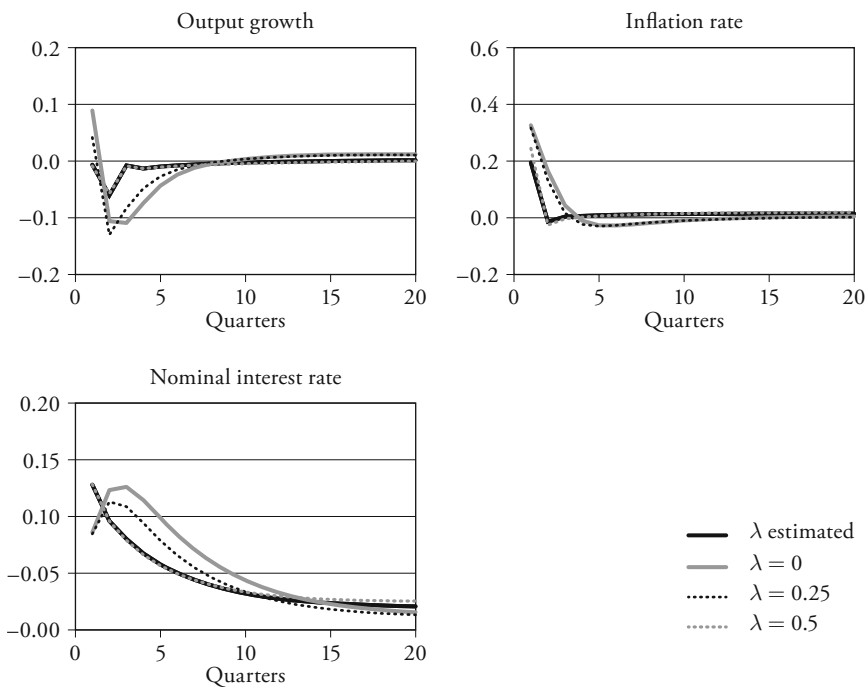 Output growth
0.2
0.1
0.0
−0.1
−0.2
0 5 10 15 20
Quarters
Inflation rate
0.6
0.4
0.2
0.0
−0.2
0 5 10 15 20
Quarters
Nominal interest rate
0.20
0.15
0.10
−0.05
−0.00
0 5 10 15 20
Quarters
λ estimated
λ = 0
λ = 0.25
λ = 0.5